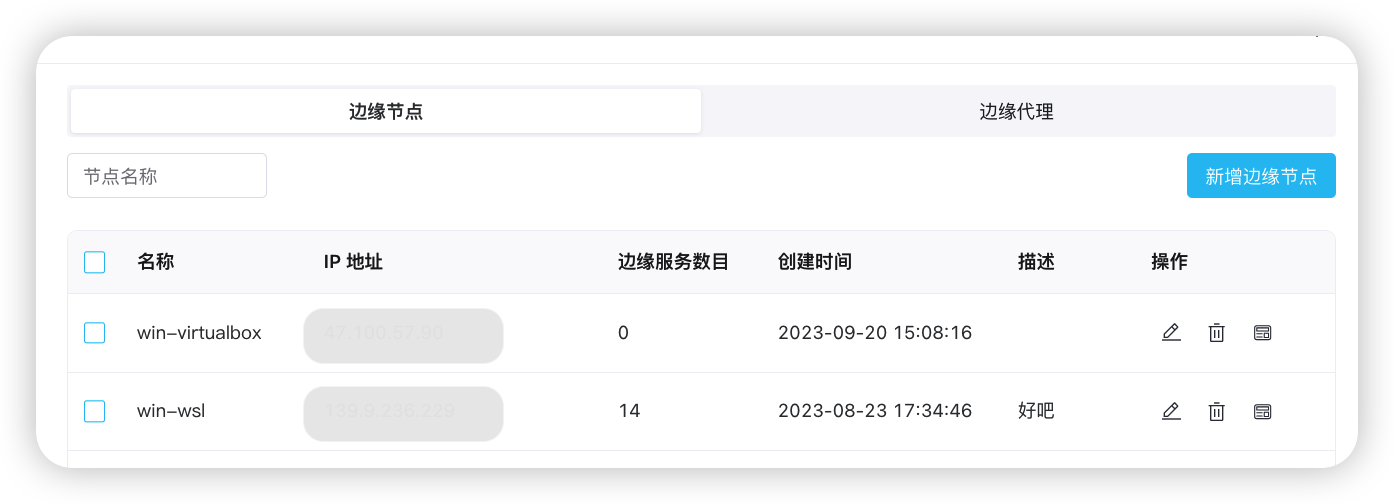 边缘节点 边缘代理
节点名称 新增边缘节点
名称 IP 地址 边缘服务数目 创建时间 描述 操作
win-virtualbox 0 2023-09-20 15:08:16
win-wsl 14 2023-08-23 17:34:46 好吧